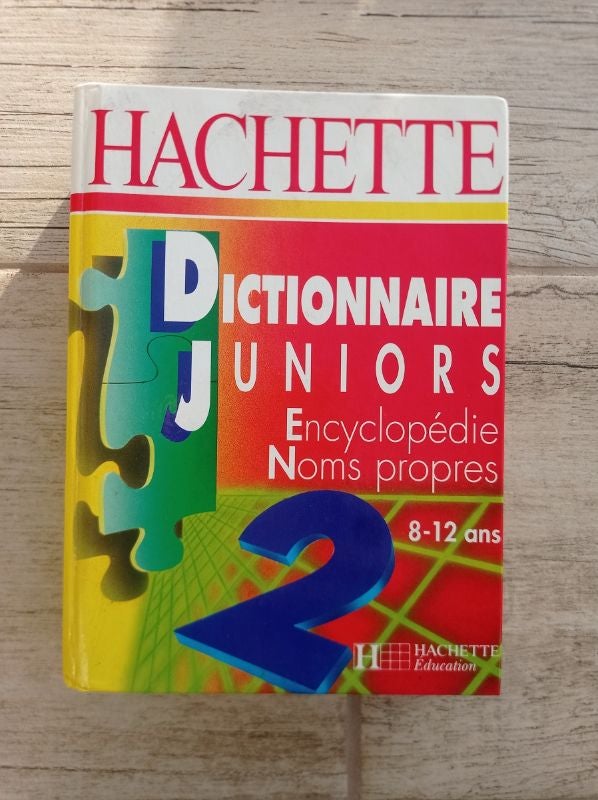 HACHETTE
DICTIONNAIRE
JUNIORS
Encyclopédie
Noms propres
2
8-12 ans
H HACHETTE
Education